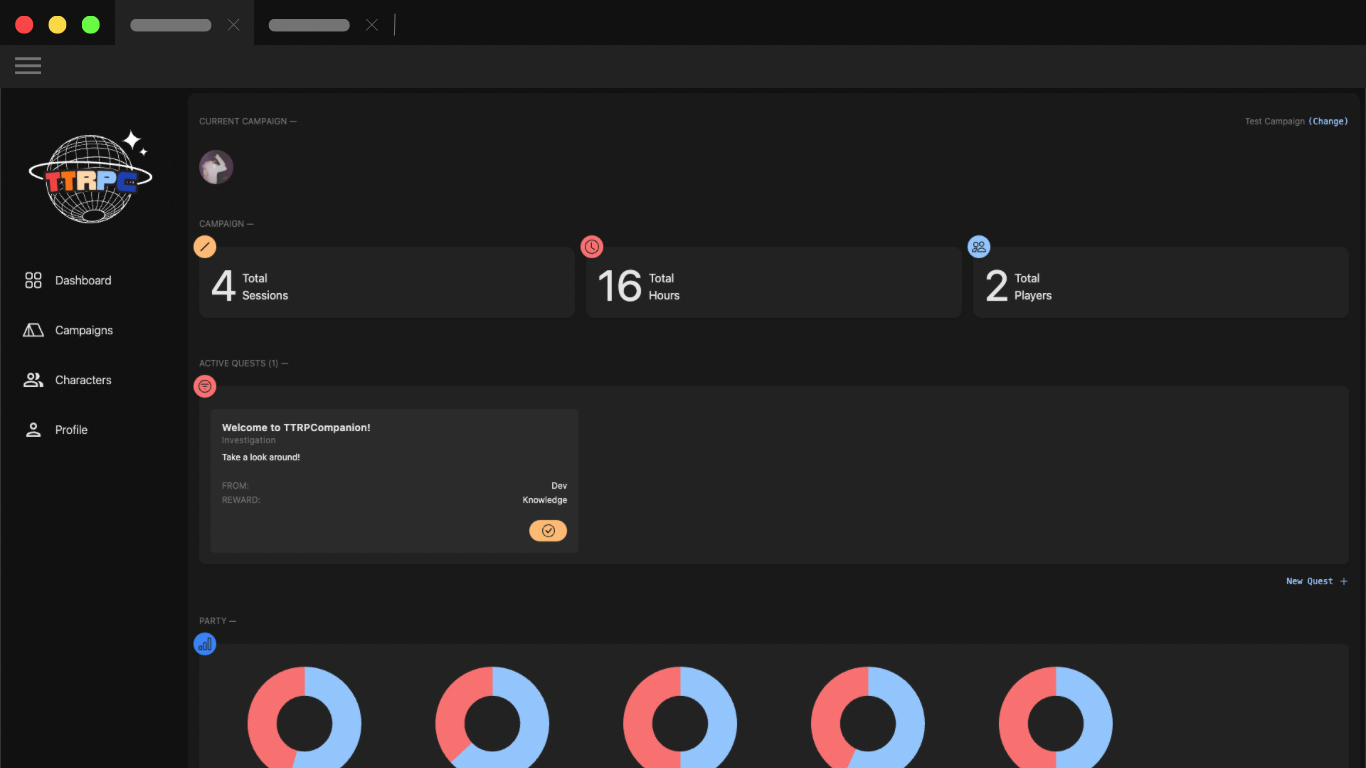 TTRPC
Dashboard
Campaigns
Characters
Profile
CURRENT CAMPAIGN —
Test Campaign (Change)
CAMPAIGN —
4 Total
Sessions
16 Total
Hours
2 Total
Players
ACTIVE QUESTS (1) —
Welcome to TTRPCompanion!
Investigation
Take a look around!
FROM: Dev
REWARD: Knowledge
New Quest +
PARTY —